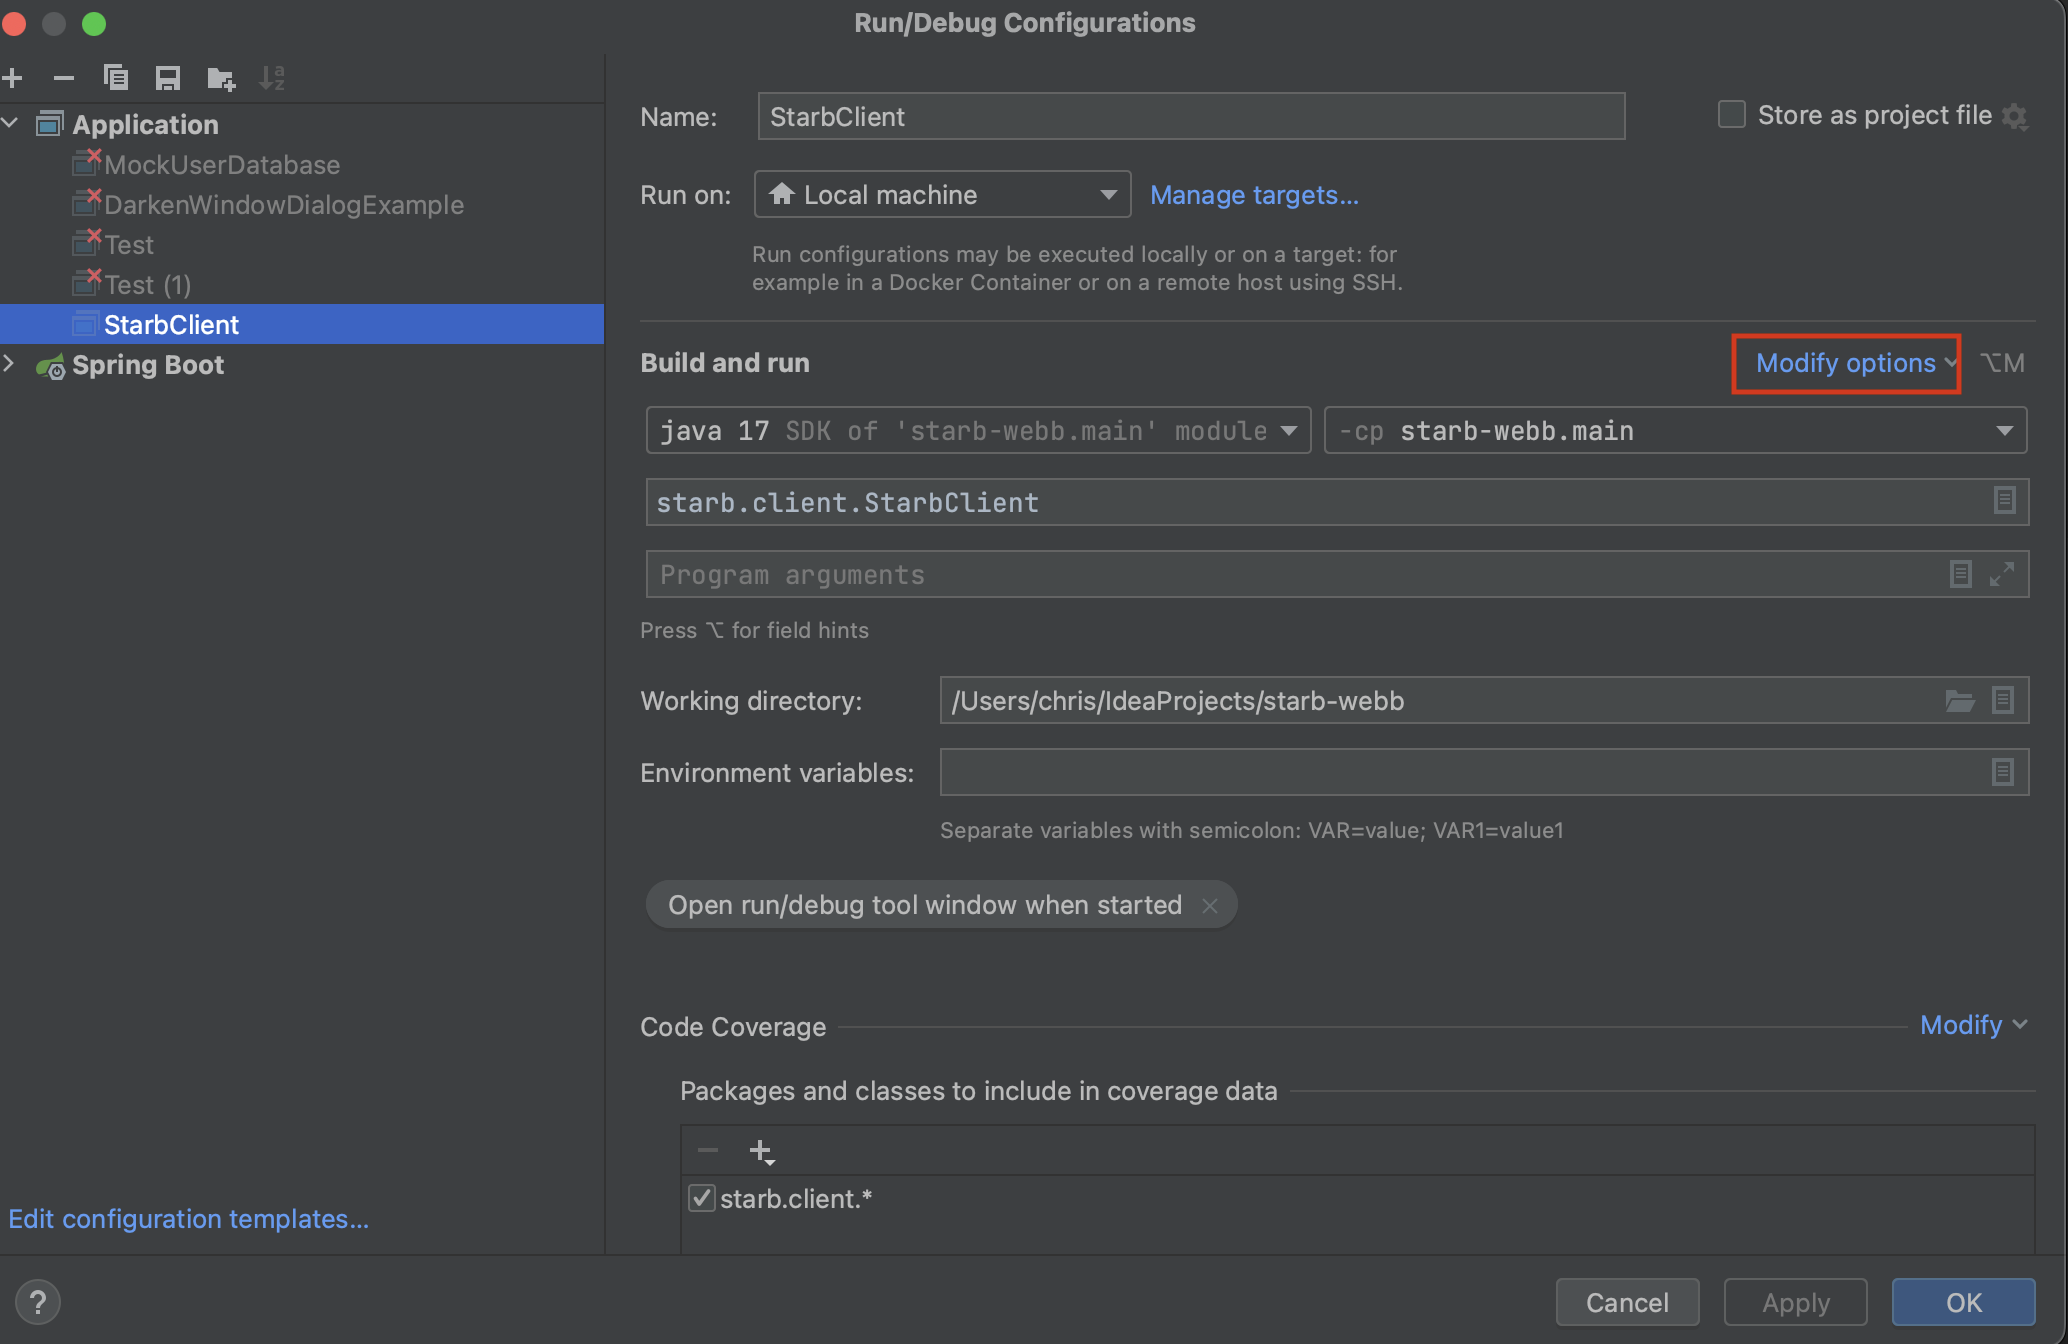 Run/Debug Configurations
Application
MockUserDatabase
DarkenWindowDialogExample
Test
Test (1)
StarbClient
Spring Boot
Edit configuration templates...
Name: StarbClient
Store as project file
Run on: Local machine
Manage targets...
Run configurations may be executed locally or on a target: for
example in a Docker Container or on a remote host using SSH.
Build and run
Modify options ⌥M
java 17 SDK of 'starb-webb.main' module
-cp starb-webb.main
starb.client.StarbClient
Program arguments
Press ⌥ for field hints
Working directory: /Users/chris/IdeaProjects/starb-webb
Environment variables:
Separate variables with semicolon: VAR=value; VAR1=value1
Open run/debug tool window when started
Code Coverage
Modify
Packages and classes to include in coverage data
starb.client.*
?
Cancel
Apply
OK